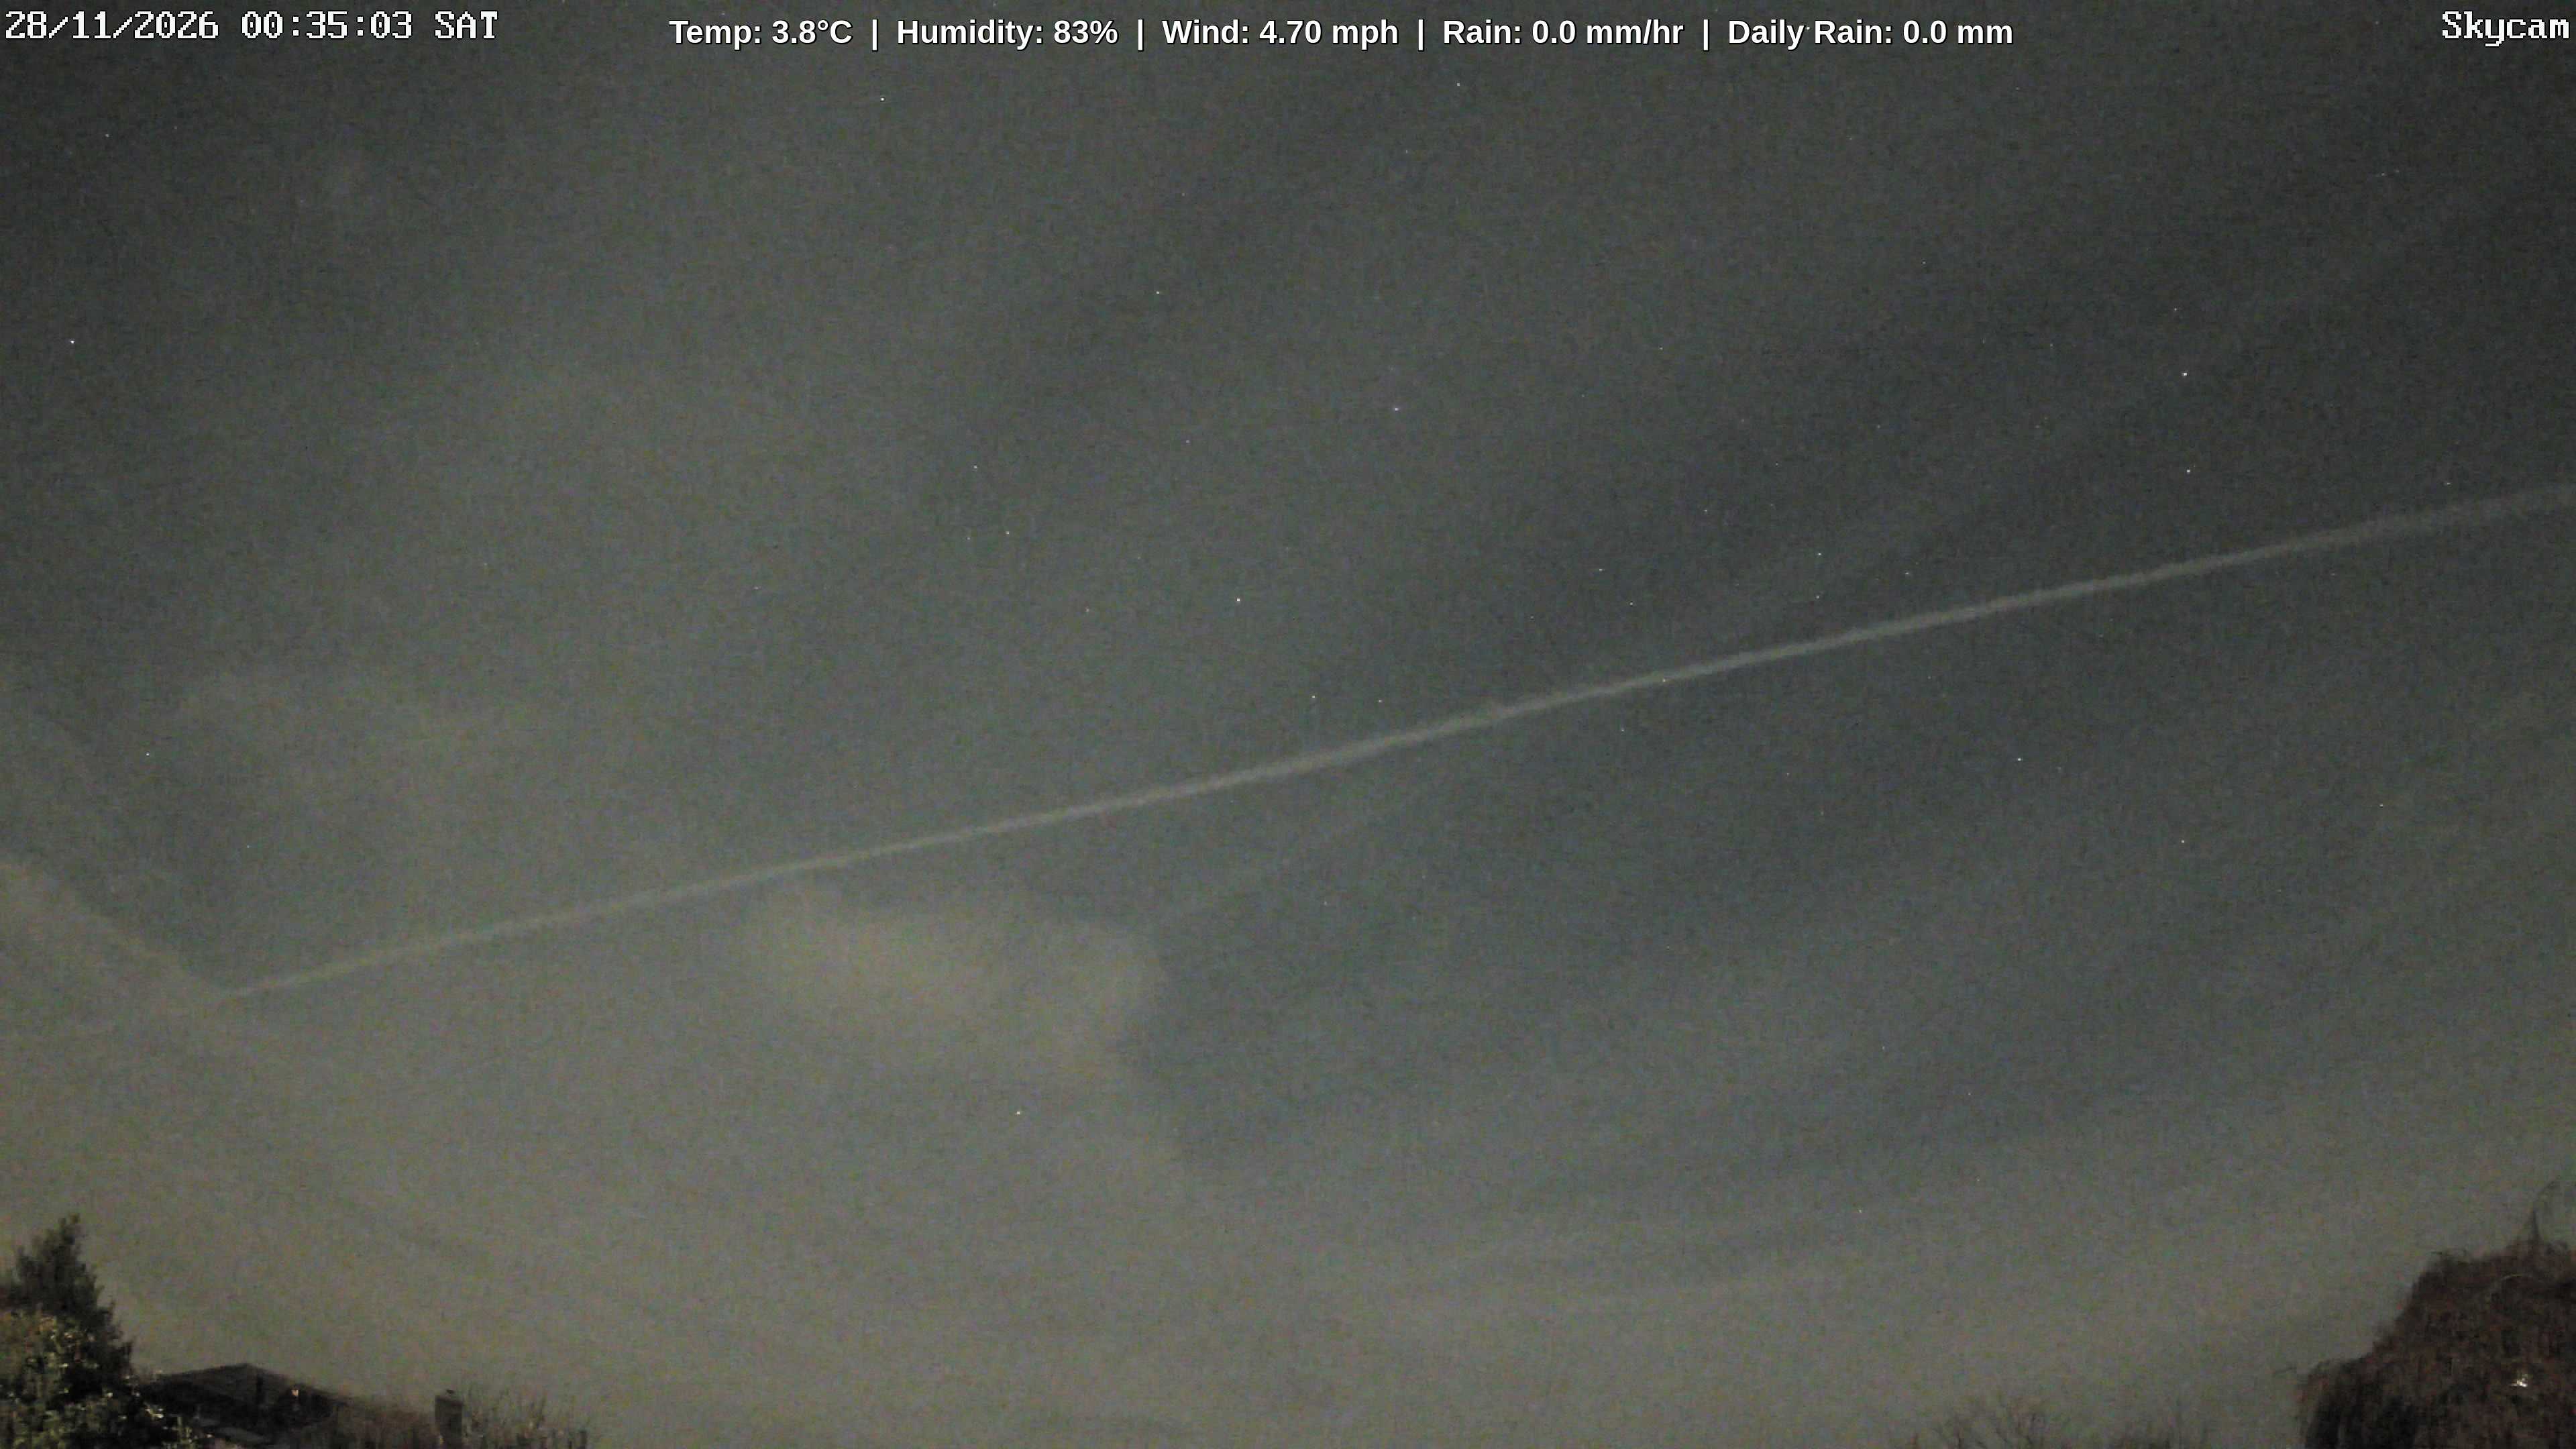 28/11/2026 00:35:03 SAT
Temp: 3.8°C | Humidity: 83% | Wind: 4.70 mph | Rain: 0.0 mm/hr | Daily Rain: 0.0 mm
Skycam